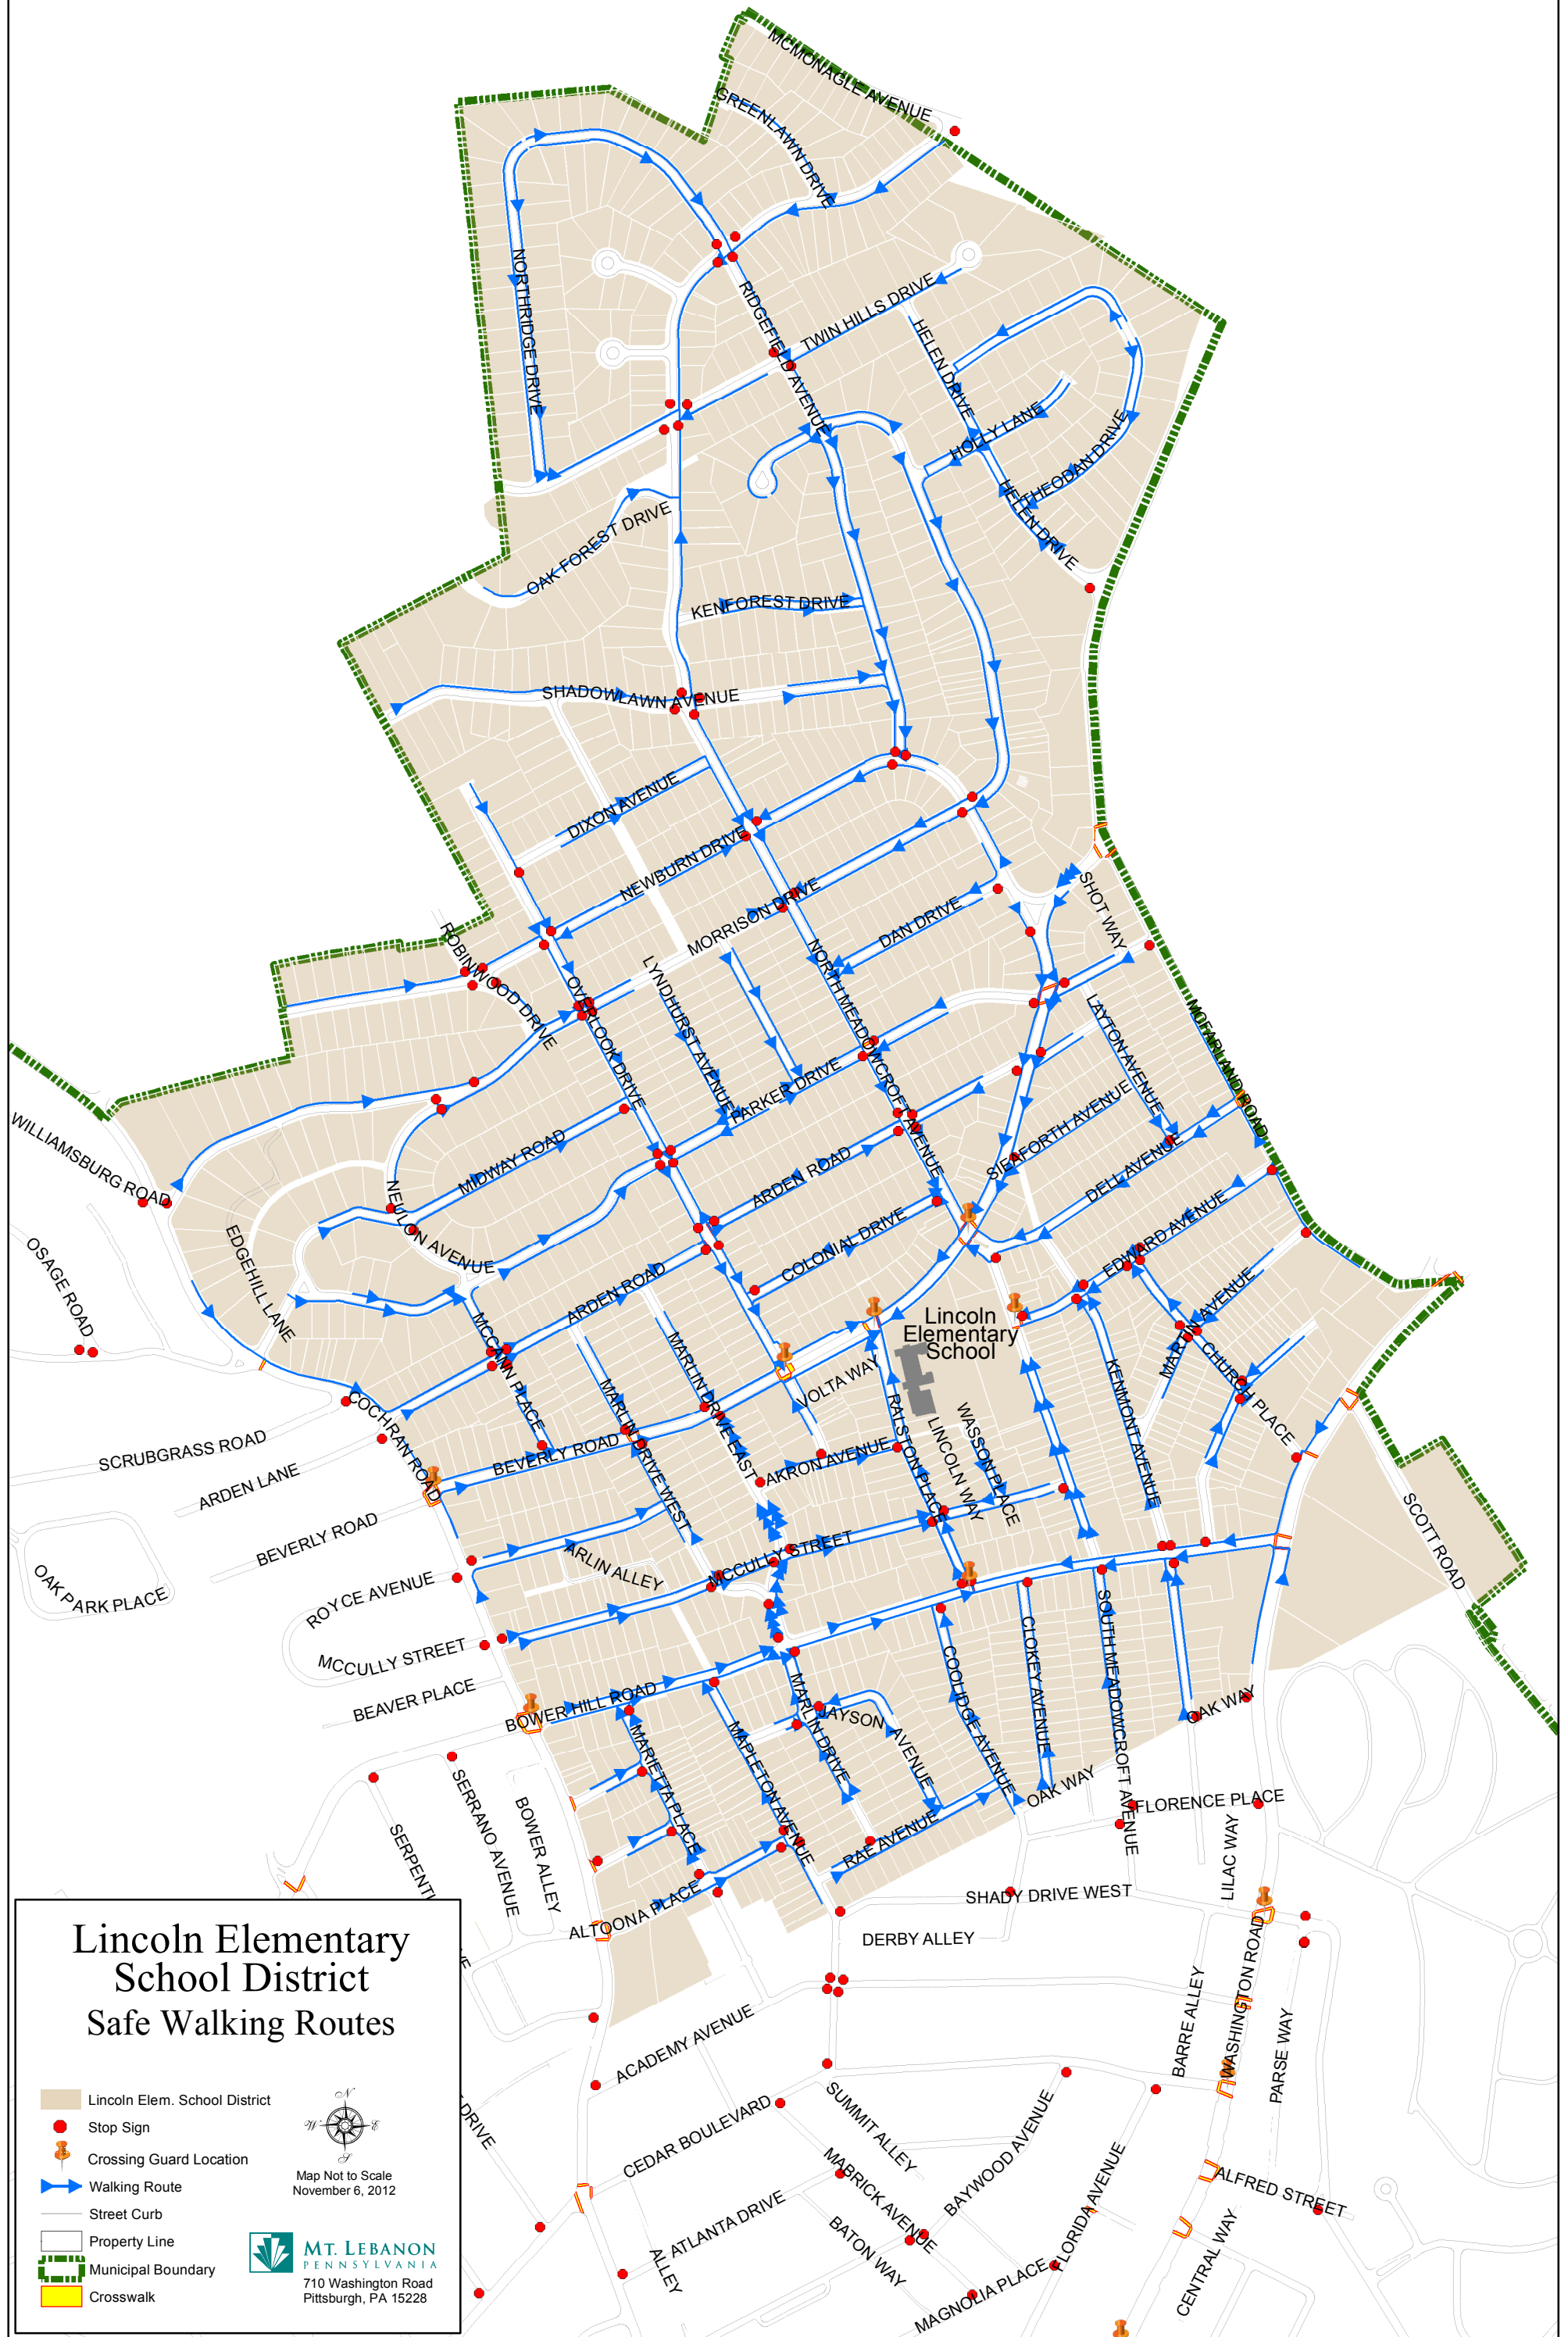 MCMONAGLE AVENUE
GREENLAWN DRIVE
NORTHRIDGE DRIVE
RIDGEFIELD AVENUE
TWIN HILLS DRIVE
HELEN DRIVE
HOLLY LANE
THEODAN DRIVE
HELEN DRIVE
OAK FOREST DRIVE
KENFOREST DRIVE
SHADOWLAWN AVENUE
DIXON AVENUE
NEWBURN DRIVE
MORRISON DRIVE
DAN DRIVE
SHOT WAY
ROBINWOOD DRIVE
OVERLOOK DRIVE
LYNDHURST AVENUE
NORTH MEADOWCROFT AVENUE
LAYTON AVENUE
MCFARLAND ROAD
PARKER DRIVE
SIEAFORTH AVENUE
WILLIAMSBURG ROAD
MIDWAY ROAD
ARDEN ROAD
DELL AVENUE
NEULON AVENUE
COLONIAL DRIVE
EDWARD AVENUE
OSAGE ROAD
EDGEHILL LANE
ARDEN ROAD
MCCANN PLACE
MARLIN DRIVE EAST
MARLIN DRIVE WEST
Lincoln
Elementary
School
VOLTA WAY
MARTIN AVENUE
CHURCH PLACE
KENMONT AVENUE
RALSTON PLACE
LINCOLN WAY
WASSON PLACE
COCHRAN ROAD
SCRUBGRASS ROAD
ARDEN LANE
BEVERLY ROAD
BEVERLY ROAD
AKRON AVENUE
SCOTT ROAD
OAK PARK PLACE
ROYCE AVENUE
ARLIN ALLEY
MCCULLY STREET
MCCULLY STREET
BEAVER PLACE
BOWER HILL ROAD
MARIETTA PLACE
MAPLETON AVENUE
MARLIN DRIVE
JAYSON AVENUE
COOLIDGE AVENUE
CLOKEY AVENUE
SOUTH MEADOWCROFT AVENUE
OAK WAY
OAK WAY
FLORENCE PLACE
SERRANO AVENUE
BOWER ALLEY
SERPENTI
VE
RAE AVENUE
LILAC WAY
ALTOONA PLACE
SHADY DRIVE WEST
DERBY ALLEY
WASHINGTON ROAD
BARRE ALLEY
PARSE WAY
ACADEMY AVENUE
DRIVE
CEDAR BOULEVARD
SUMMIT ALLEY
MABRICK AVENUE
BAYWOOD AVENUE
FLORIDA AVENUE
ALFRED STREET
ATLANTA DRIVE
ALLEY
BATON WAY
MAGNOLIA PLACE
CENTRAL WAY
Lincoln Elementary
School District
Safe Walking Routes
Lincoln Elem. School District
Stop Sign
Crossing Guard Location
Walking Route
Street Curb
Property Line
Municipal Boundary
Crosswalk
N
W E
S
Map Not to Scale
November 6, 2012
MT. LEBANON
PENNSYLVANIA
710 Washington Road
Pittsburgh, PA 15228